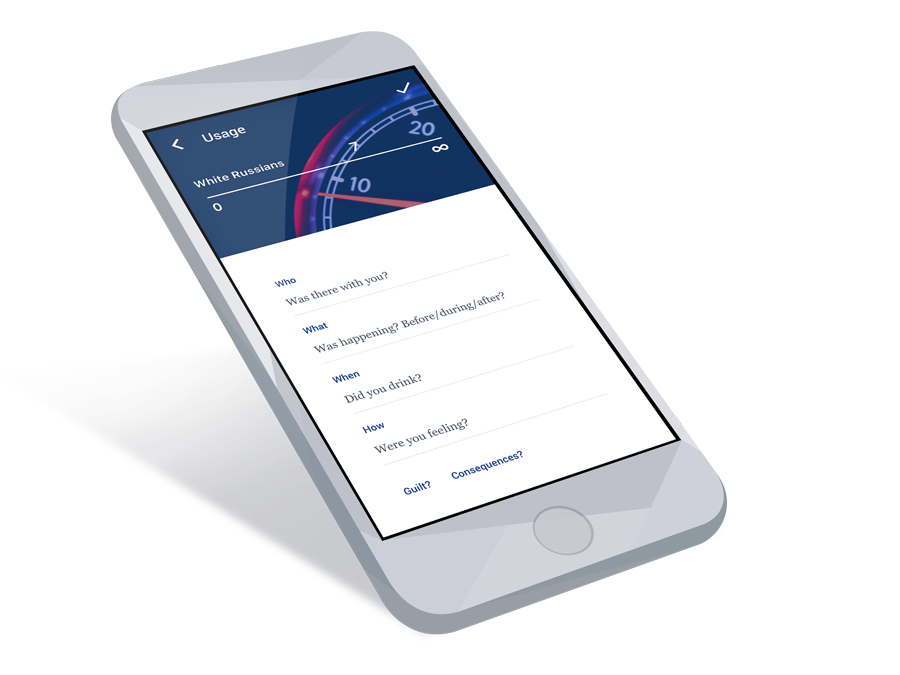 Usage
White Russians
7
0
∞
10
20
Who
Was there with you?
What
Was happening? Before/during/after?
When
Did you drink?
How
Were you feeling?
Guilt? Consequences?